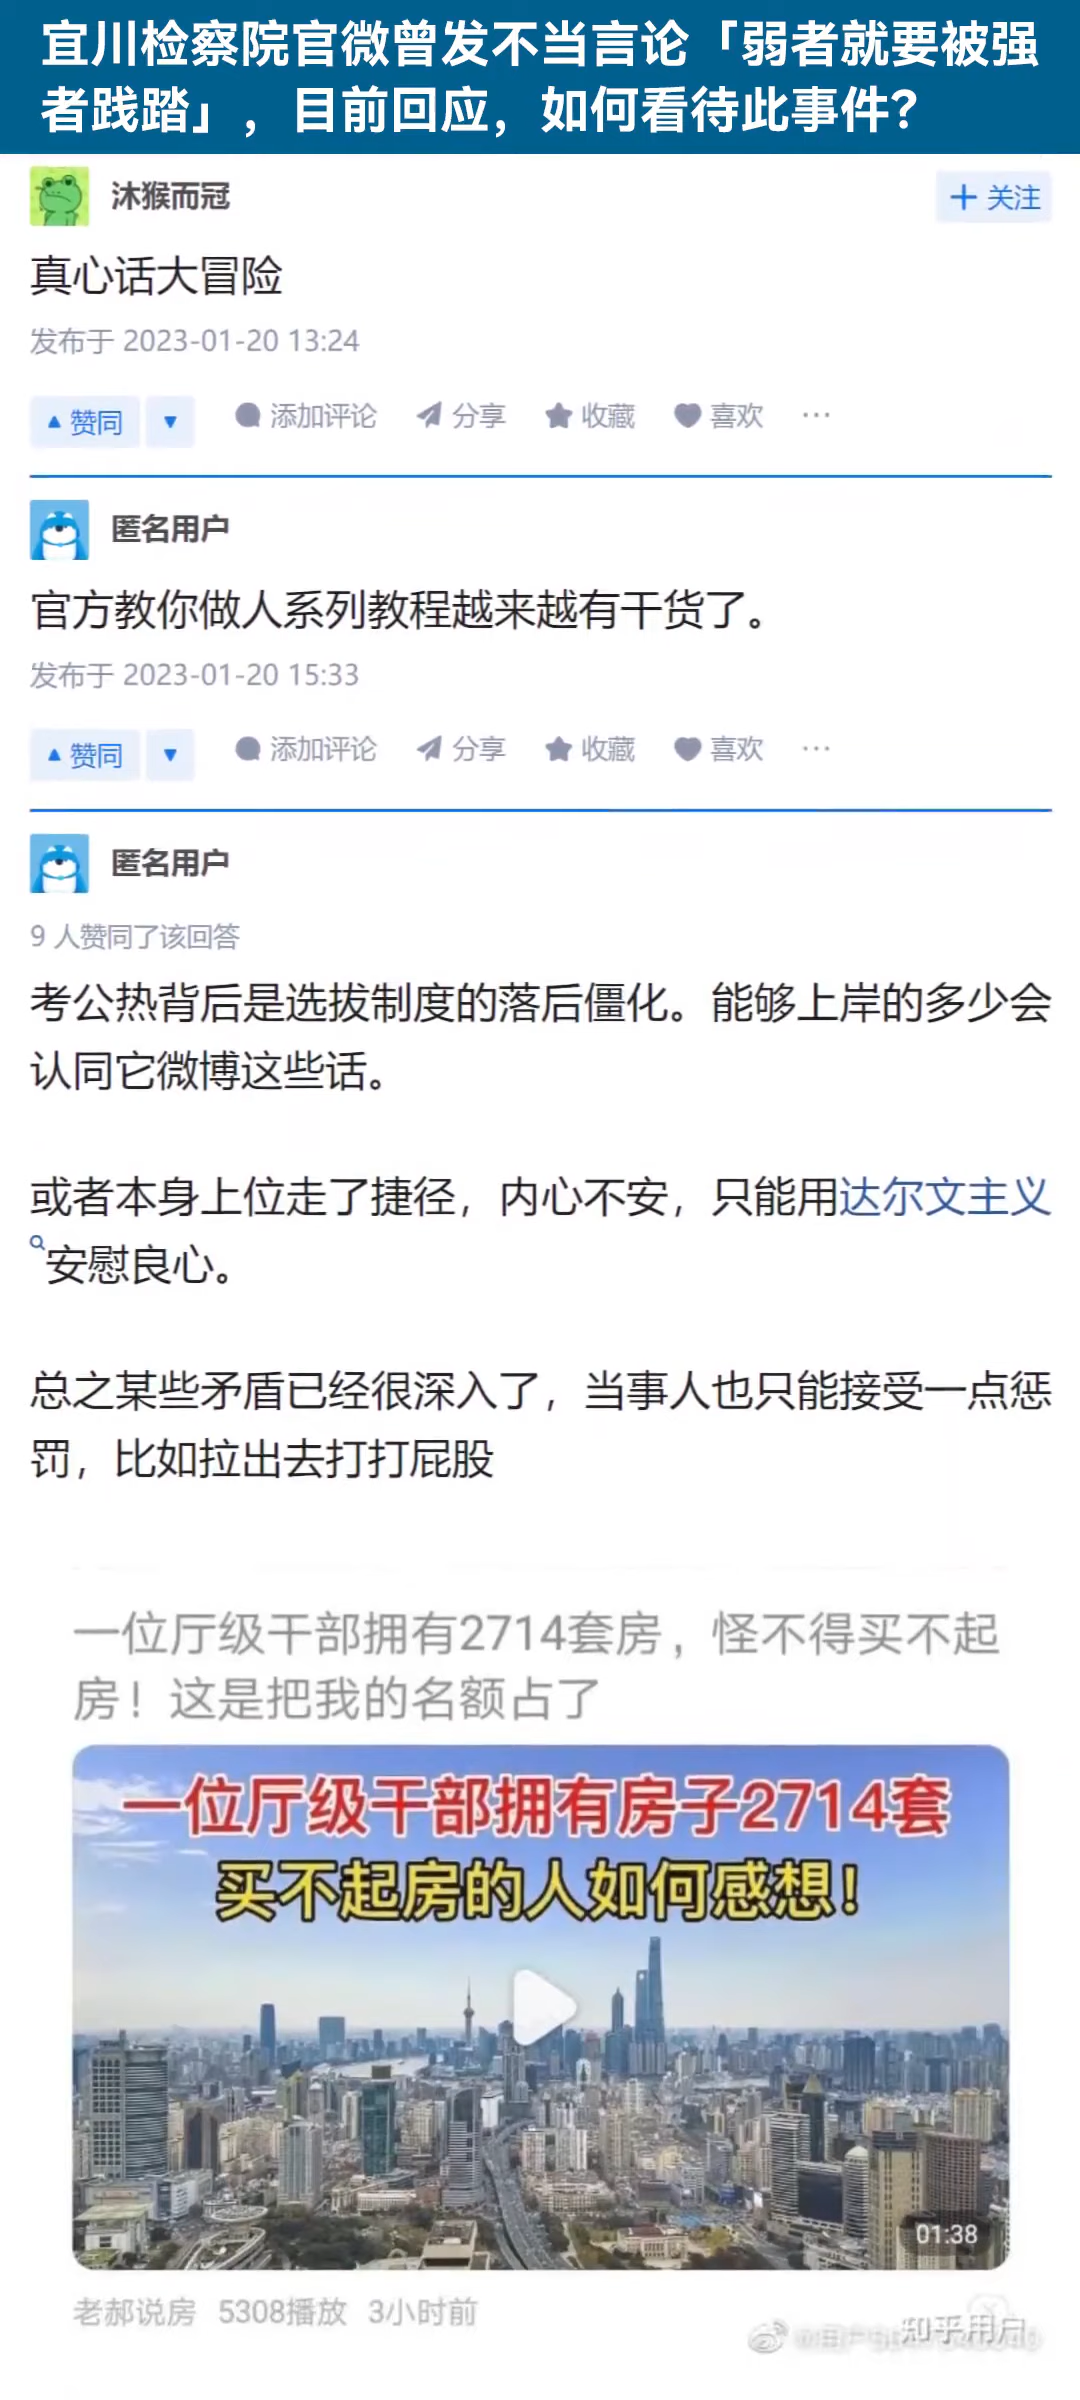 宜川检察院官微曾发不当言论「弱者就要被强
者践踏」，目前回应，如何看待此事件？
沐猴而冠
+ 关注
真心话大冒险
发布于 2023-01-20 13:24
▲ 赞同 ▼ 添加评论 分享 收藏 喜欢 ···
匿名用户
官方教你做人系列教程越来越有干货了。
发布于 2023-01-20 15:33
▲ 赞同 ▼ 添加评论 分享 收藏 喜欢 ···
匿名用户
9 人赞同了该回答
考公热背后是选拔制度的落后僵化。能够上岸的多少会
认同它微博这些话。
或者本身上位走了捷径，内心不安，只能用达尔文主义
安慰良心。
总之某些矛盾已经很深入了，当事人也只能接受一点惩
罚，比如拉出去打打屁股
一位厅级干部拥有2714套房，怪不得买不起
房！这是把我的名额占了
一位厅级干部拥有房子2714套
买不起房的人如何感想！
01:38
老郝说房 5308播放 3小时前
知乎用户